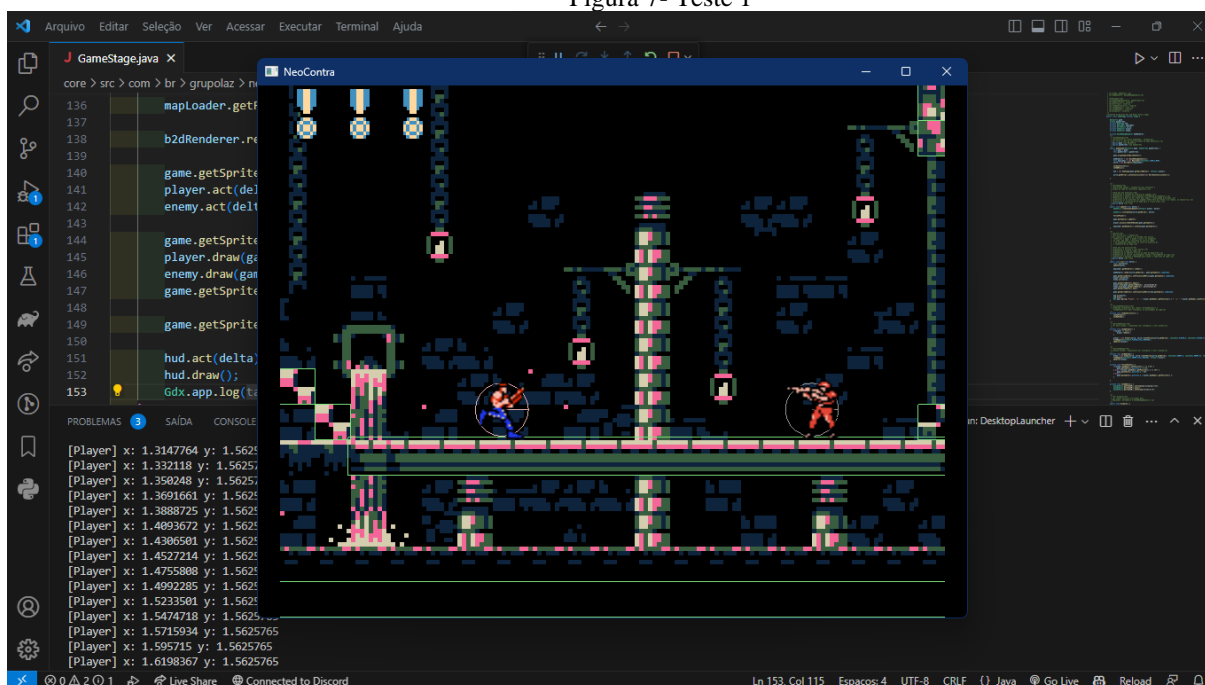 Figura 7- Teste 1
Arquivo Editar Seleção Ver Acessar Executar Terminal Ajuda
J GameStage.java
NeoContra
core > src > com > br > grupolaz >
136 mapLoader.getF
137
138 b2dRenderer.re
139
140 game.getSprite
141 player.act(del
142 enemy.act(delt
143
144 game.getSprite
145 player.draw(ga
146 enemy.draw(gam
147 game.getSprite
148
149 game.getSprite
150
151 hud.act(delta)
152 hud.draw();
153 Gdx.app.log(ta
PROBLEMAS 3 SAÍDA CONSOLE
n: DesktopLauncher
[Player] x: 1.3147764 y: 1.5625
[Player] x: 1.332118 y: 1.56257
[Player] x: 1.350248 y: 1.56257
[Player] x: 1.3691661 y: 1.5625
[Player] x: 1.3888725 y: 1.5625
[Player] x: 1.4093672 y: 1.5625
[Player] x: 1.4306501 y: 1.5625
[Player] x: 1.4527214 y: 1.5625
[Player] x: 1.4755808 y: 1.5625
[Player] x: 1.4992285 y: 1.5625
[Player] x: 1.5233501 y: 1.5625
[Player] x: 1.5474718 y: 1.5625765
[Player] x: 1.5715934 y: 1.5625765
[Player] x: 1.595715 y: 1.5625765
[Player] x: 1.6198367 y: 1.5625765
0 2 1 Live Share Connected to Discord Ln 153, Col 115 Espaços: 4 UTF-8 CRLF {} Java Go Live Reload